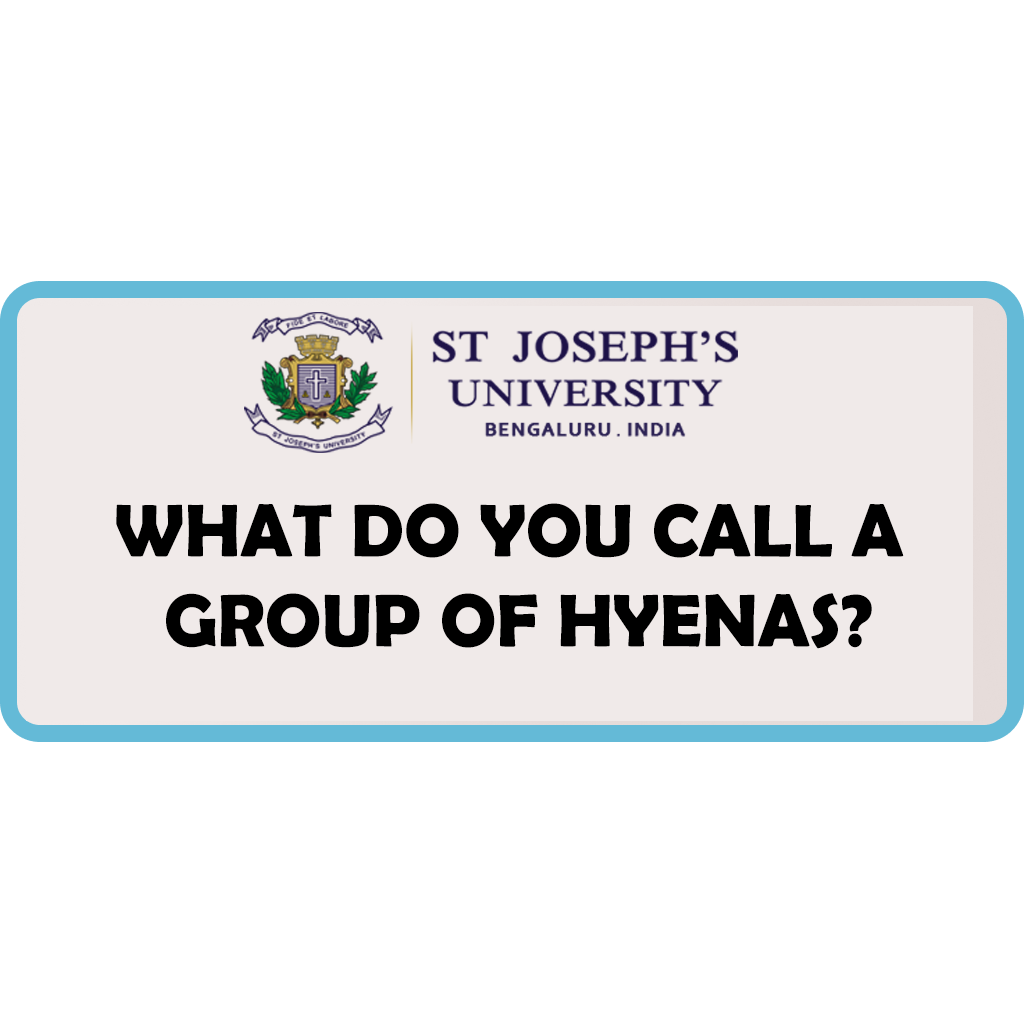 FIDE ET LABORE
ST JOSEPH'S UNIVERSITY
ST JOSEPH'S
UNIVERSITY
BENGALURU . INDIA
WHAT DO YOU CALL A
GROUP OF HYENAS?